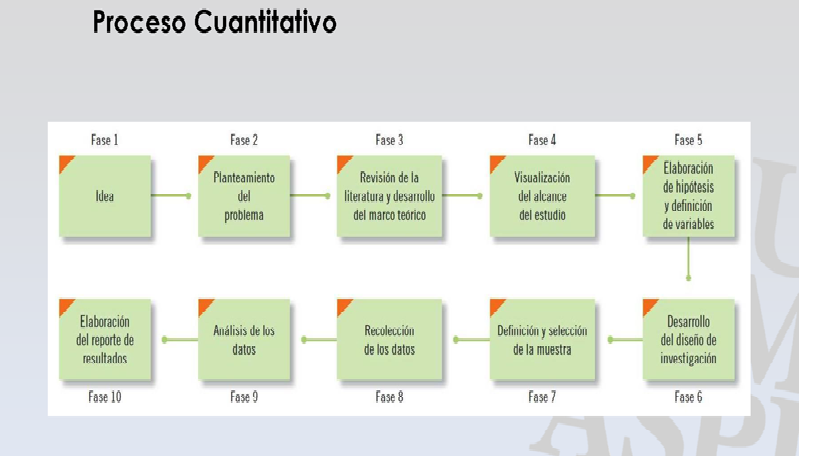 Proceso Cuantitativo
Fase 1
Idea
Fase 2
Planteamiento
del
problema
Fase 3
Revisión de la
literatura y desarrollo
del marco teórico
Fase 4
Visualización
del alcance
del estudio
Fase 5
Elaboración
de hipótesis
y definición
de variables
Desarrollo
del diseño de
investigación
Fase 6
Definición y selección
de la muestra
Fase 7
Recolección
de los datos
Fase 8
Análisis de los
datos
Fase 9
Elaboración
del reporte de
resultados
Fase 10